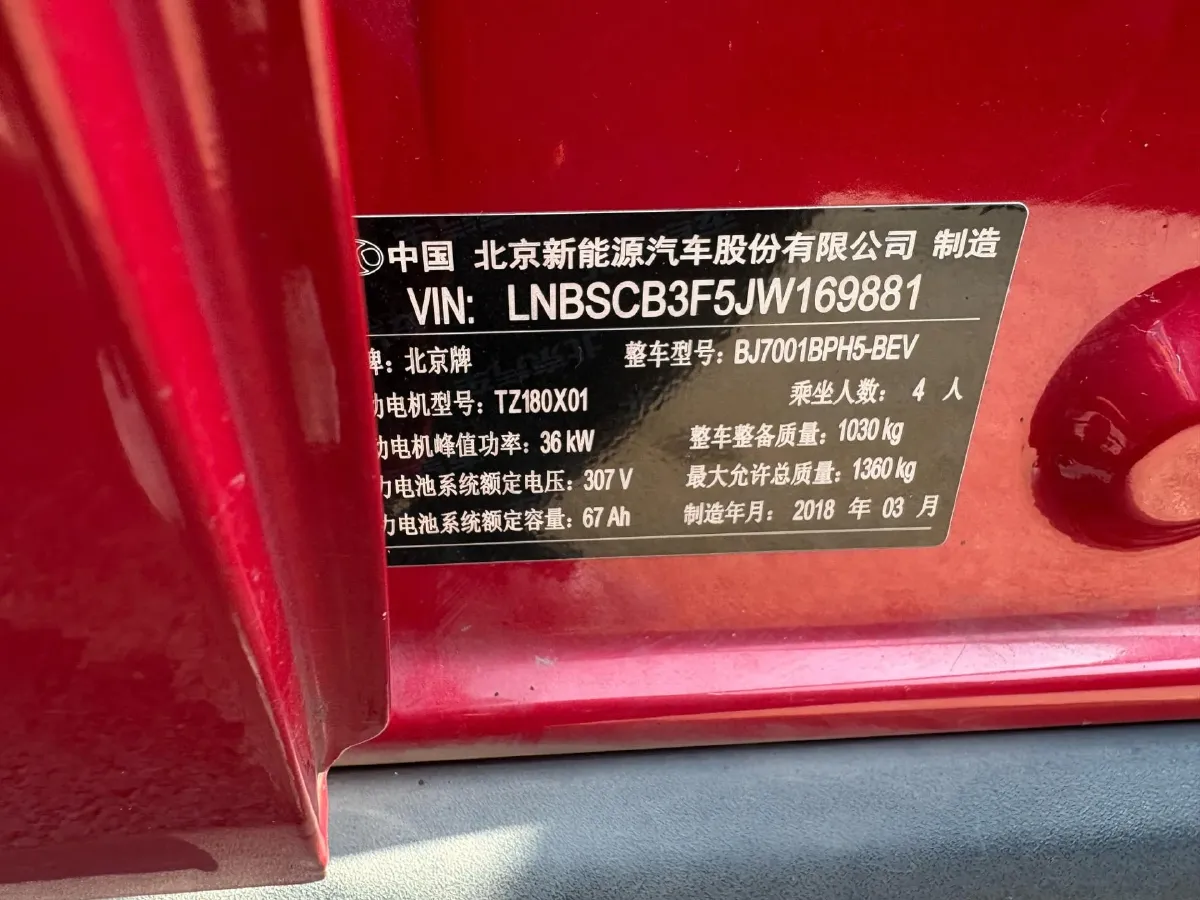 中国 北京新能源汽车股份有限公司 制造
VIN: LNBSCB3F5JW169881
牌: 北京牌 整车型号: BJ7001BPH5-BEV
动电机型号: TZ180X01 乘坐人数: 4 人
动电机峰值功率: 36 kW 整车整备质量: 1030 kg
力电池系统额定电压: 307 V 最大允许总质量: 1360 kg
力电池系统额定容量: 67 Ah 制造年月: 2018 年 03 月